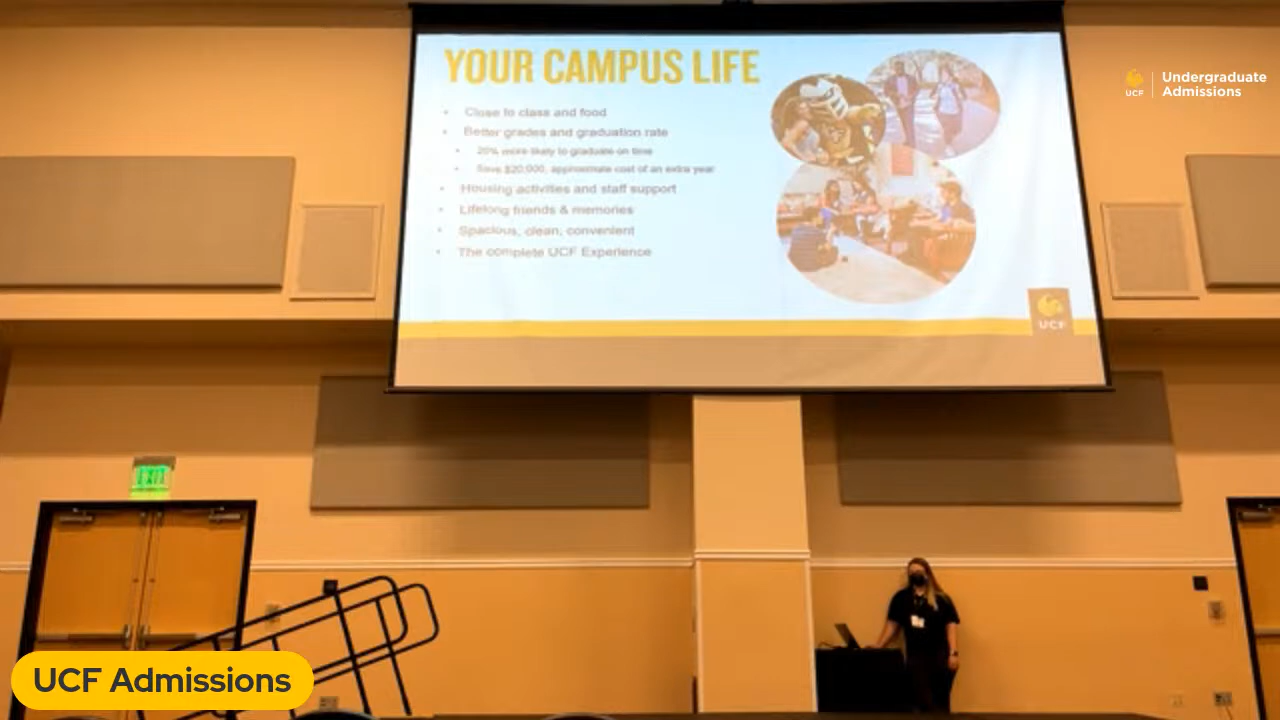 YOUR CAMPUS LIFE
• Close to class and food
• Better grades and graduation rate
• 20% more likely to graduate on time
• Save $20,000, approximate cost of an extra year
• Housing activities and staff support
• Lifelong friends & memories
• Spacious, clean, convenient
• The complete UCF Experience
UCF
UCF
Undergraduate
Admissions
EXIT
UCF Admissions